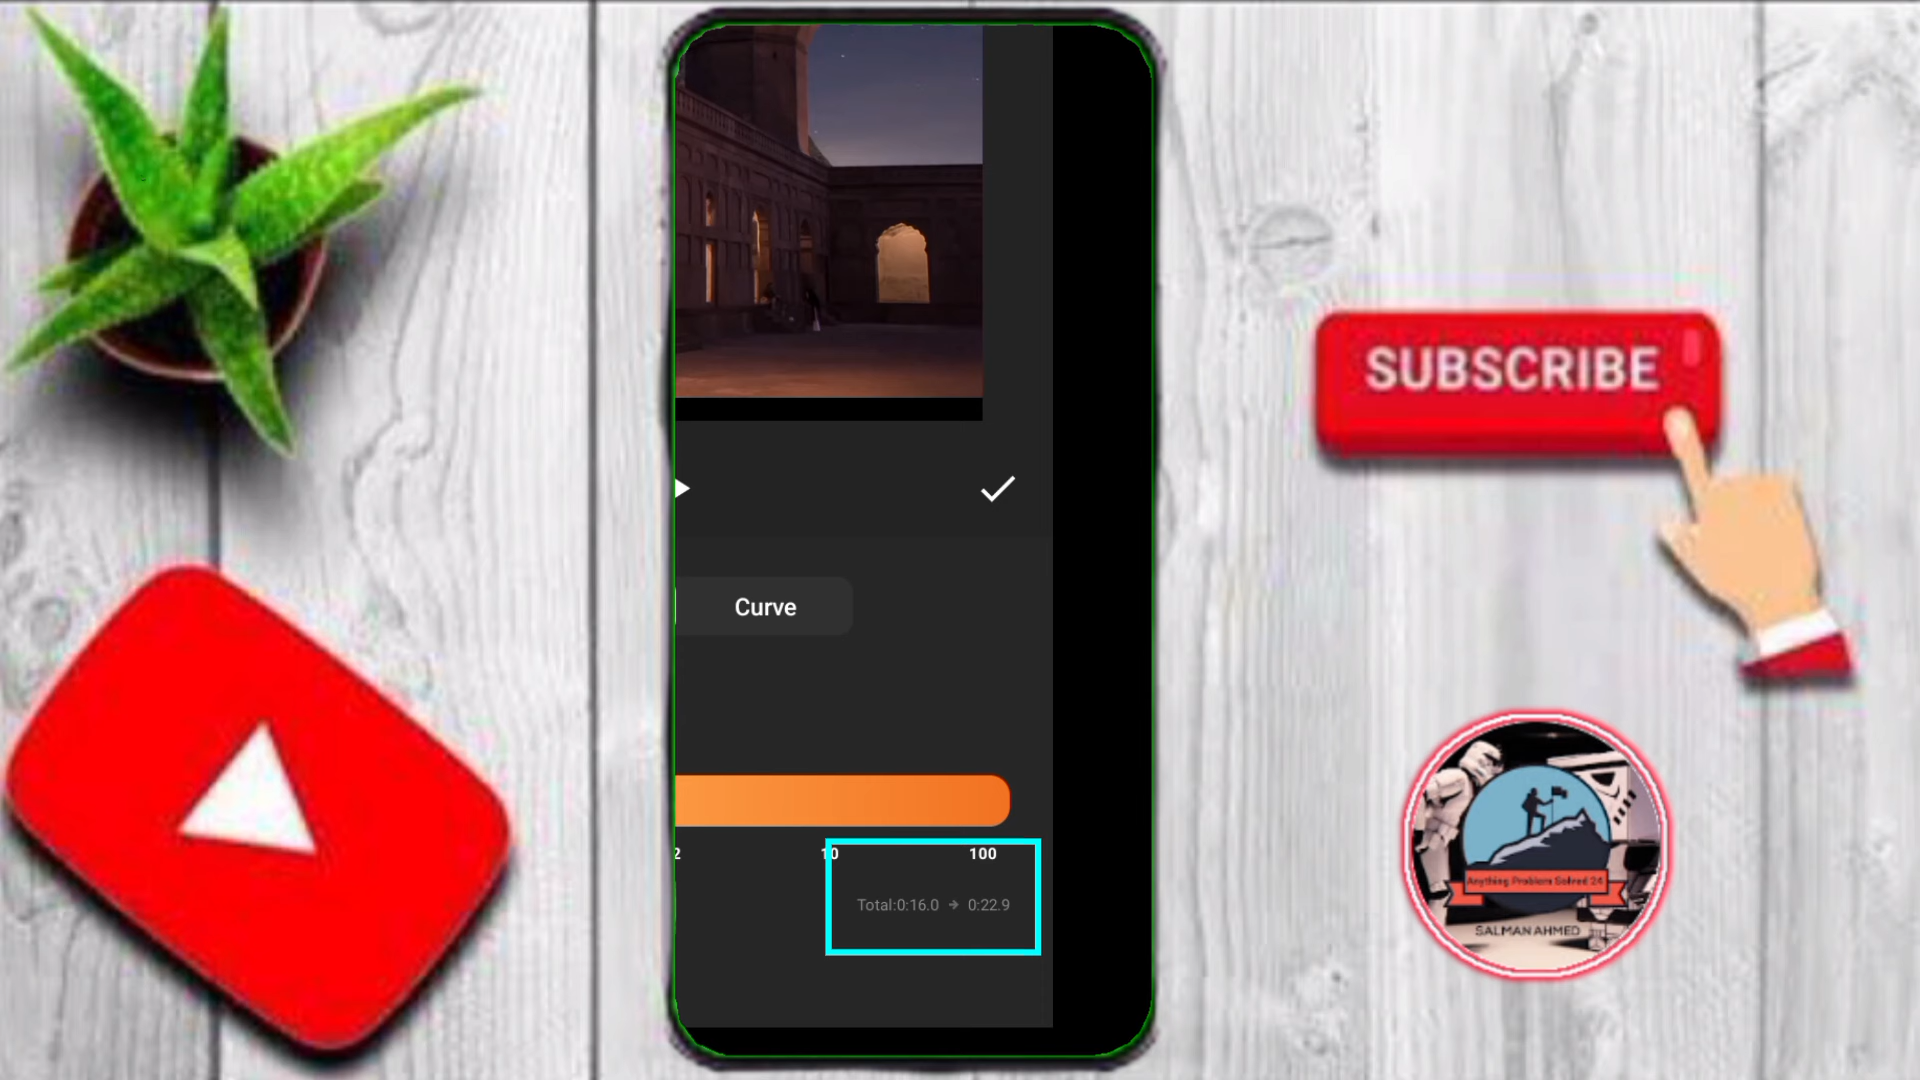 SUBSCRIBE
Curve
2 10 100
Total:0:16.0 → 0:22.9
Anything Problem Solved 24
SALMAN AHMED